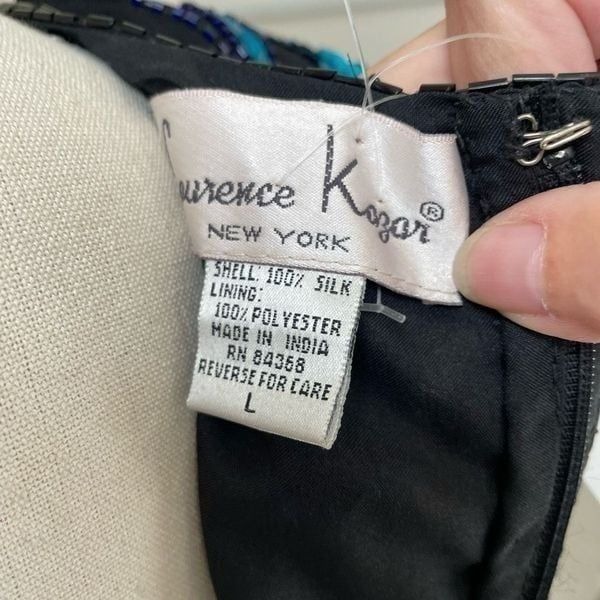 Laurence Kazar®
NEW YORK
SHELL: 100% SILK
LINING:
100% POLYESTER
MADE IN INDIA
RN 84368
REVERSE FOR CARE
L